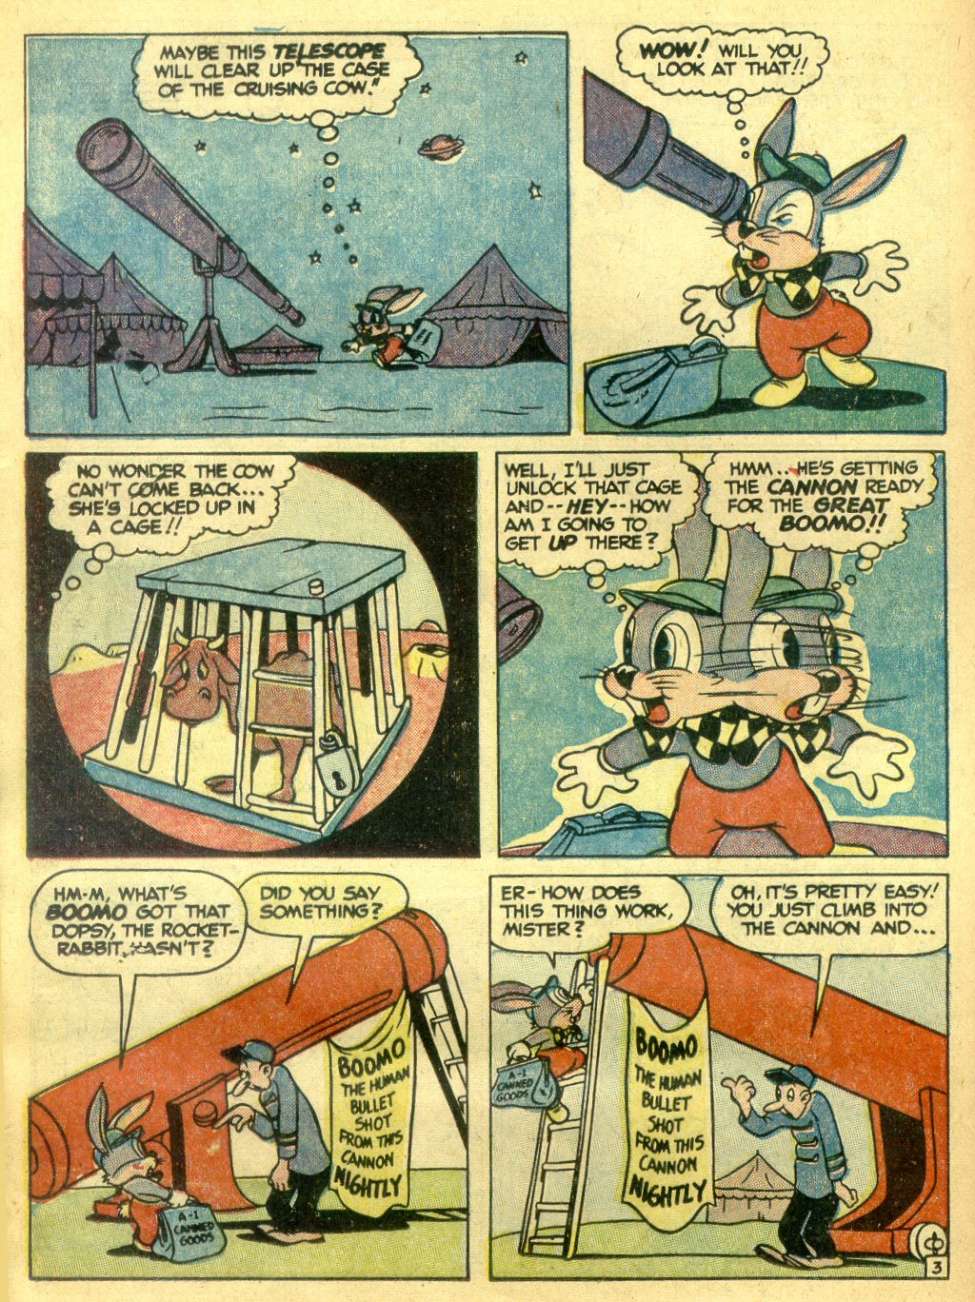 MAYBE THIS TELESCOPE
WILL CLEAR UP "THE CASE
OF THE CRUISING COW."
WOW! WILL YOU
LOOK AT THAT!!
NO WONDER THE COW
CAN'T COME BACK...
SHE'S LOCKED UP IN
A CAGE!!
WELL, I'LL JUST
UNLOCK THAT CAGE
AND--HEY--HOW
AM I GOING TO
GET UP THERE?
HMM...HE'S GETTING
THE CANNON READY
FOR THE GREAT
BOOMO!!
HM-M, WHAT'S
BOOMO GOT THAT
DOPSY, THE ROCKET-
RABBIT, HASN'T?
DID YOU SAY
SOMETHING?
BOOMO
THE HUMAN
BULLET
SHOT
FROM THIS
CANNON
NIGHTLY
A-1
CANNED
GOODS
ER-HOW DOES
THIS THING WORK,
MISTER?
OH, IT'S PRETTY EASY!
YOU JUST CLIMB INTO
THE CANNON AND...
A-1
CANNED
GOODS
BOOMO
THE HUMAN
BULLET
SHOT
FROM THIS
CANNON
NIGHTLY
3